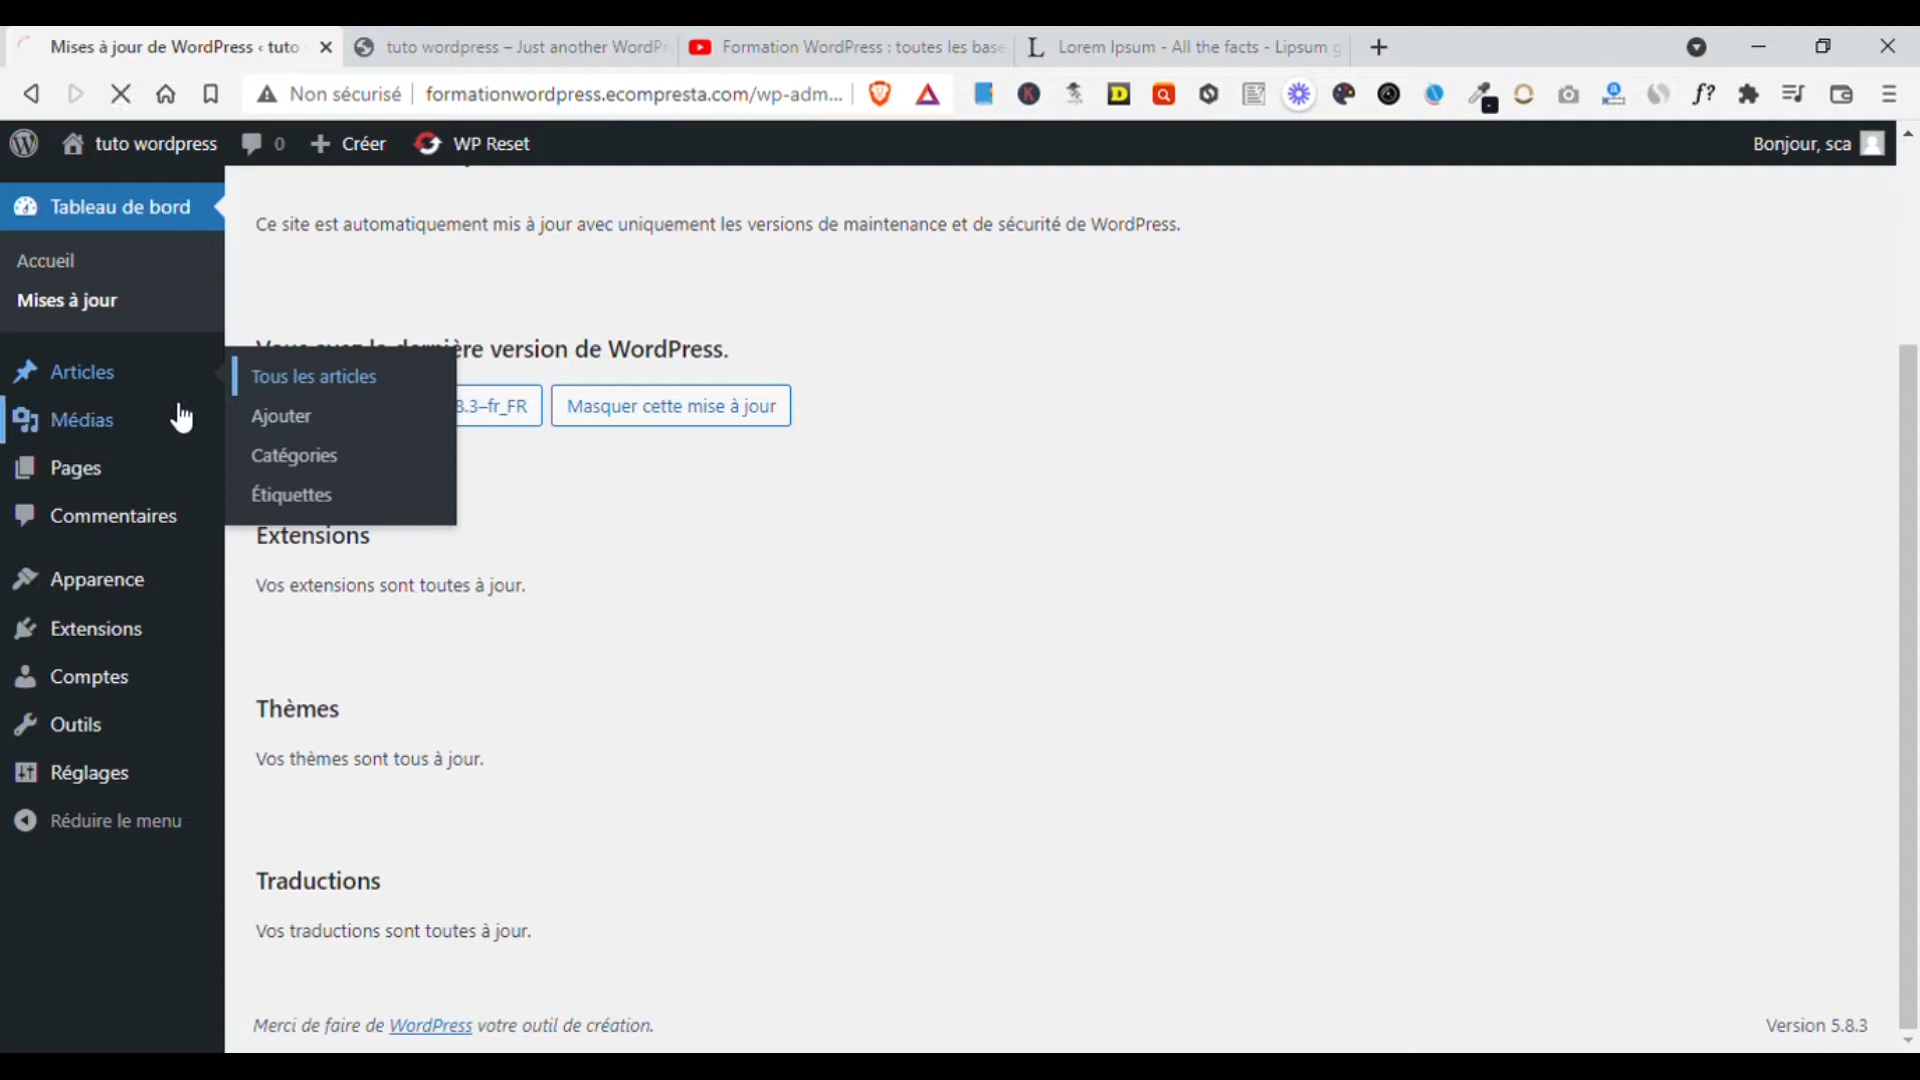 Mises à jour de WordPress ‹ tuto
tuto wordpress – Just another WordPr
Formation WordPress : toutes les base
Lorem Ipsum - All the facts - Lipsum g
Non sécurisé
formationwordpress.ecompresta.com/wp-adm...
tuto wordpress
0
Créer
WP Reset
Bonjour, sca
Tableau de bord
Accueil
Mises à jour
Articles
Médias
Pages
Commentaires
Apparence
Extensions
Comptes
Outils
Réglages
Réduire le menu
Tous les articles
Ajouter
Catégories
Étiquettes
Ce site est automatiquement mis à jour avec uniquement les versions de maintenance et de sécurité de WordPress.
version de WordPress.
8.3–fr_FR
Masquer cette mise à jour
Extensions
Vos extensions sont toutes à jour.
Thèmes
Vos thèmes sont tous à jour.
Traductions
Vos traductions sont toutes à jour.
Merci de faire de WordPress votre outil de création.
Version 5.8.3